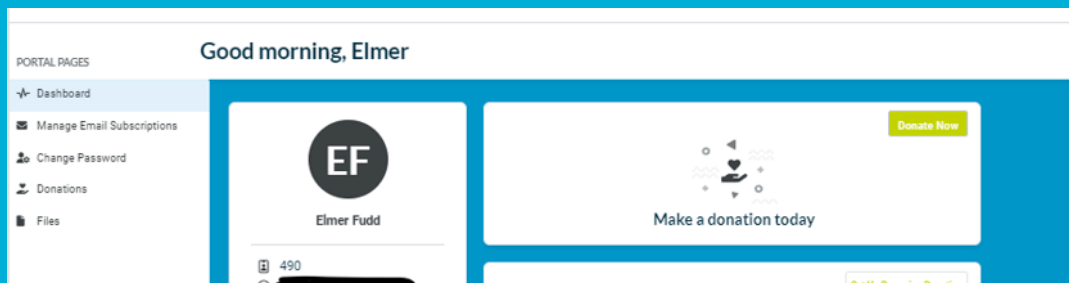 Good morning, Elmer
PORTAL PAGES
Dashboard
Manage Email Subscriptions
Change Password
Donations
Files
EF
Elmer Fudd
490
Donate Now
Make a donation today